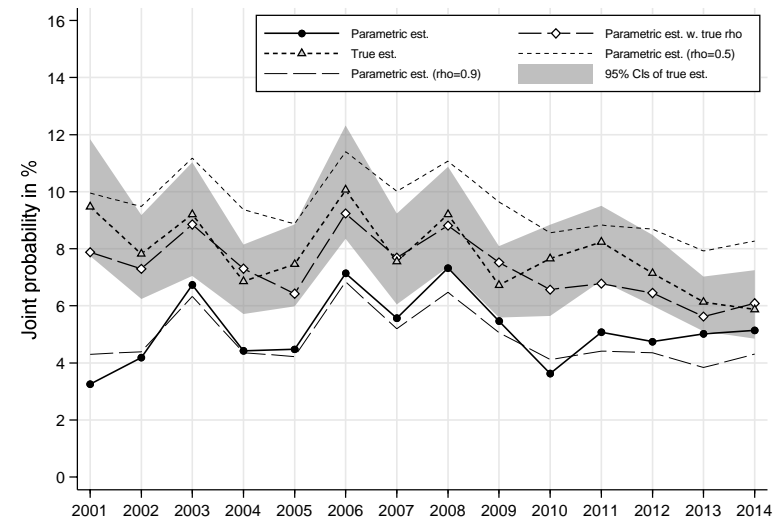 Parametric est.
Parametric est. w. true rho
True est.
Parametric est. (rho=0.5)
Parametric est. (rho=0.9)
95% CIs of true est.
Joint probability in %
16
14
12
10
8
6
4
2
0
2001 2002 2003 2004 2005 2006 2007 2008 2009 2010 2011 2012 2013 2014